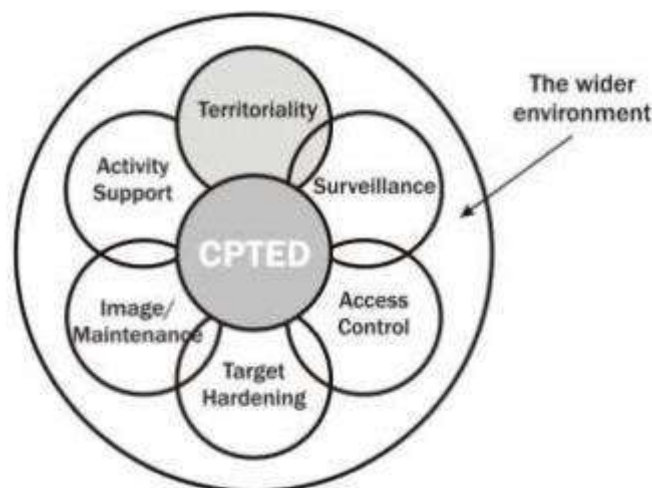 Territoriality
The wider
environment
Activity
Support
Surveillance
CPTED
Image/
Maintenance
Access
Control
Target
Hardening